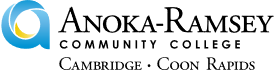 ANOKA-RAMSEY
COMMUNITY COLLEGE
CAMBRIDGE · COON RAPIDS